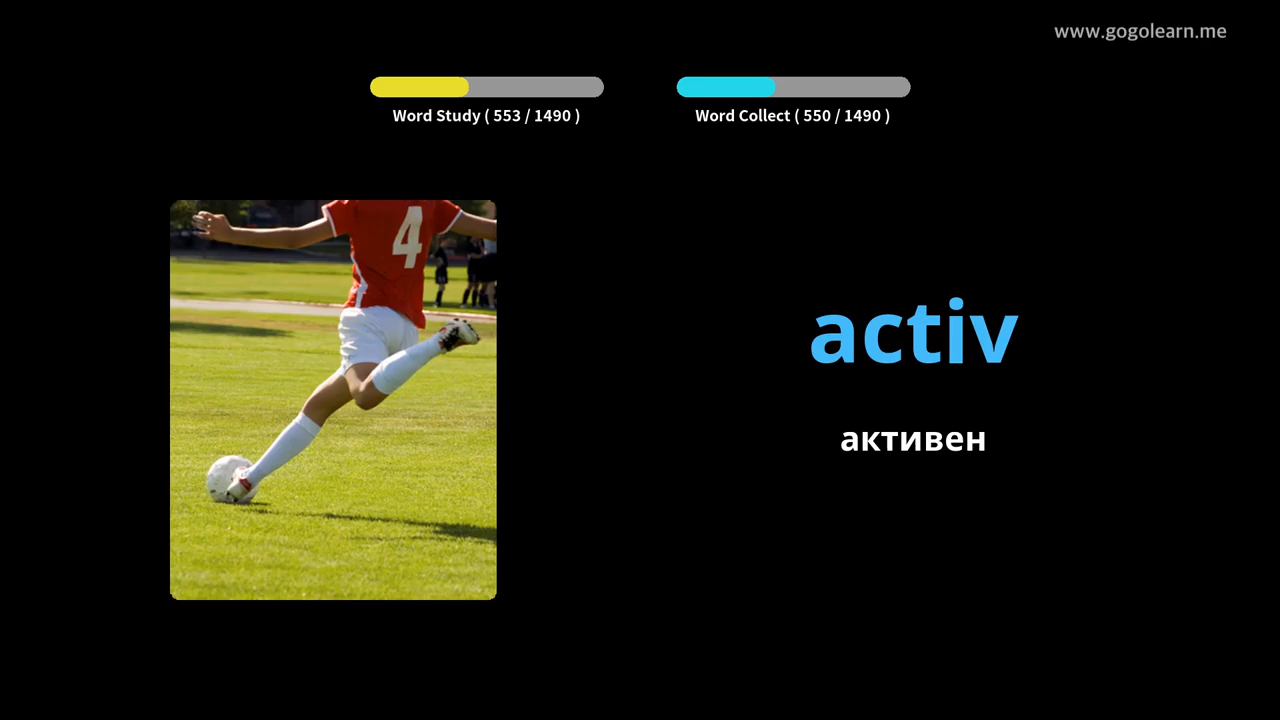 www.gogolearn.me
Word Study ( 553 / 1490 )
Word Collect ( 550 / 1490 )
4
activ
активен